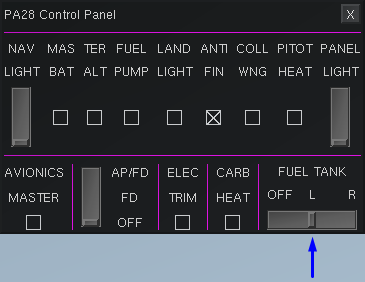 PA28 Control Panel X
NAV MAS TER FUEL LAND ANTI COLL PITOT PANEL
LIGHT BAT ALT PUMP LIGHT FIN WNG HEAT LIGHT
AVIONICS AP/FD ELEC CARB FUEL TANK
MASTER FD TRIM HEAT OFF L R
OFF